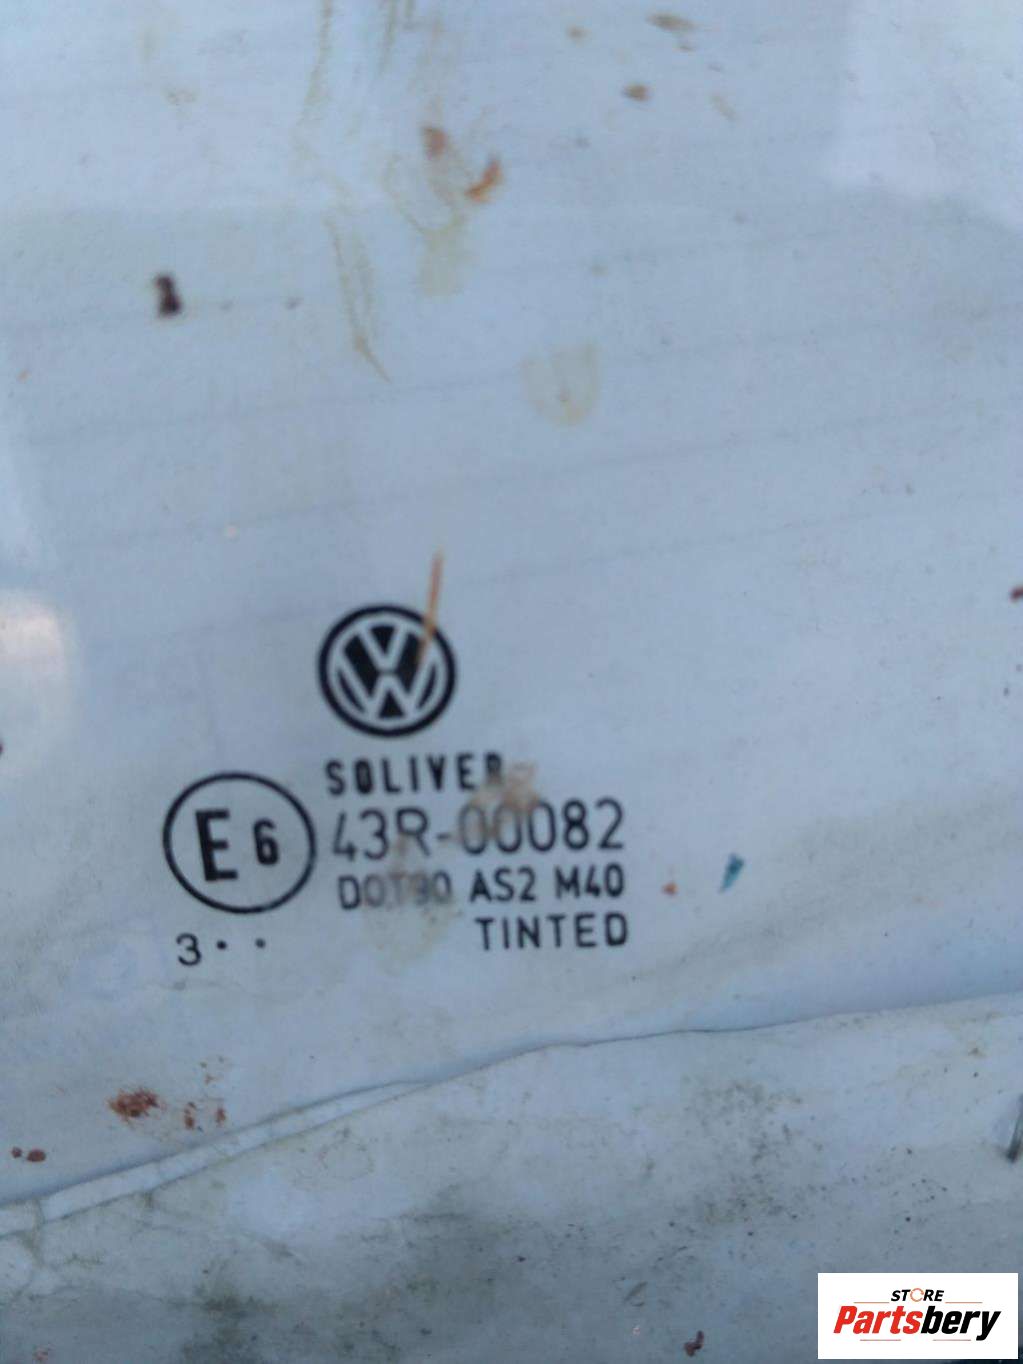 SOLIVER
E6
43R-00082
DOT90 AS2 M40
TINTED
3··
STORE
Partsbery